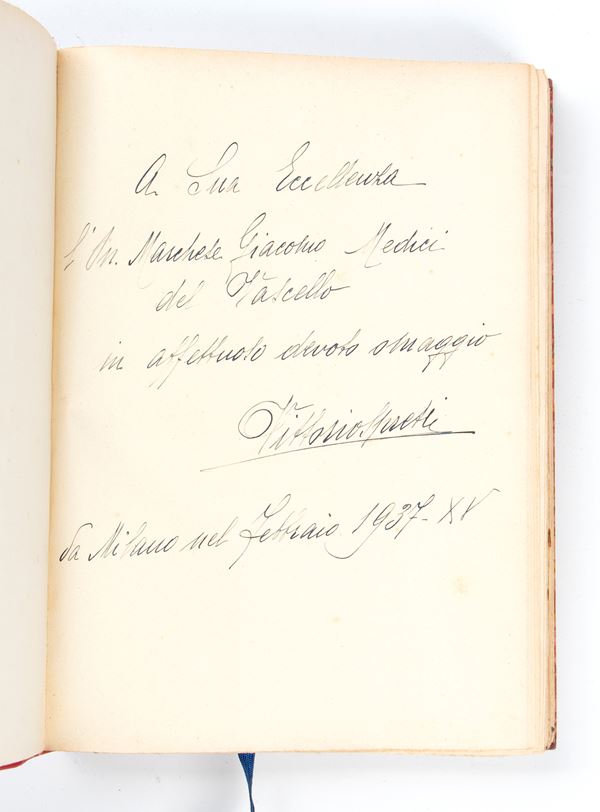 A Sua Eccellenza
l'On. Marchese Giacomo Medici
del Vascello
in affettuoso devoto omaggio
Vittorio Spreti
da Milano nel Febbraio 1937-XV